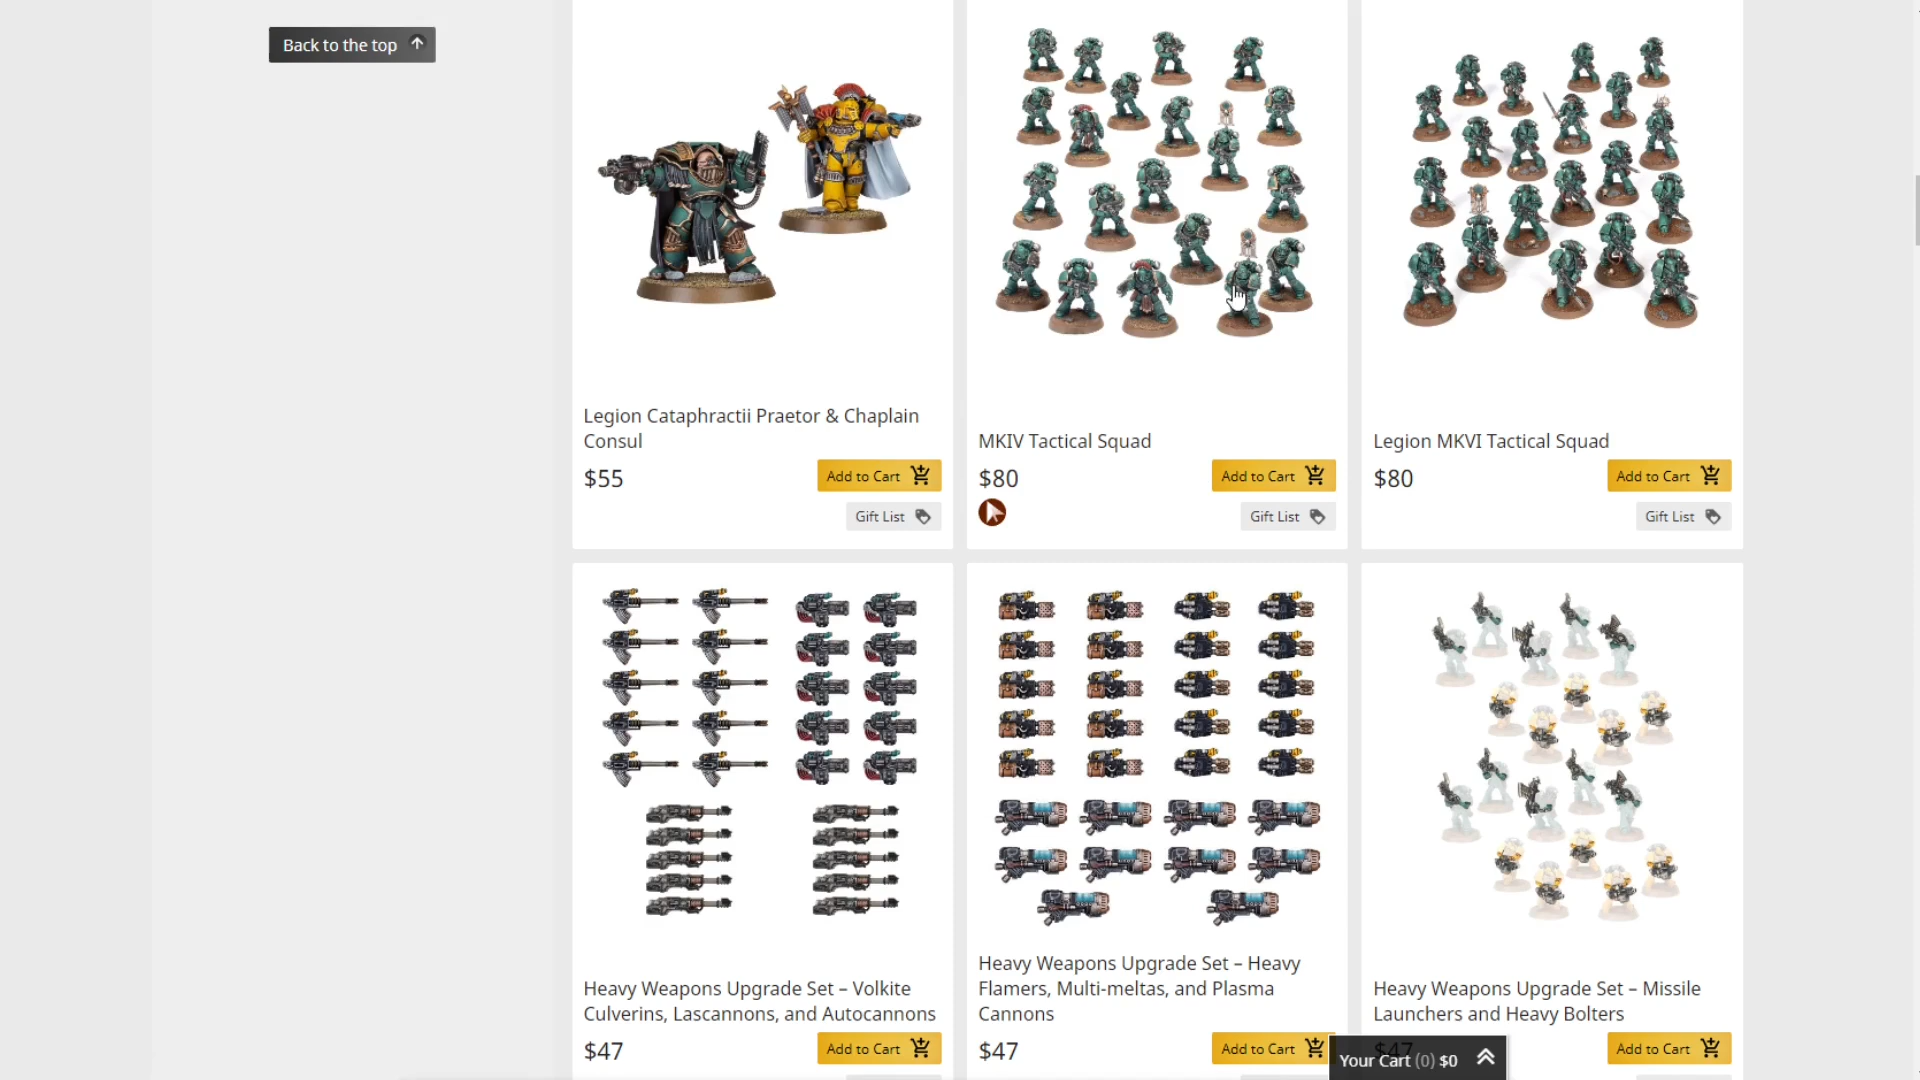 Back to the top
Legion Cataphractii Praetor & Chaplain
Consul
$55
Add to Cart
Gift List
MKIV Tactical Squad
$80
Add to Cart
Gift List
Legion MKVI Tactical Squad
$80
Add to Cart
Gift List
Heavy Weapons Upgrade Set – Volkite
Culverins, Lascannons, and Autocannons
$47
Add to Cart
Heavy Weapons Upgrade Set – Heavy
Flamers, Multi-meltas, and Plasma
Cannons
$47
Add to Cart
Heavy Weapons Upgrade Set – Missile
Launchers and Heavy Bolters
$47
Add to Cart
Your Cart (0) $0